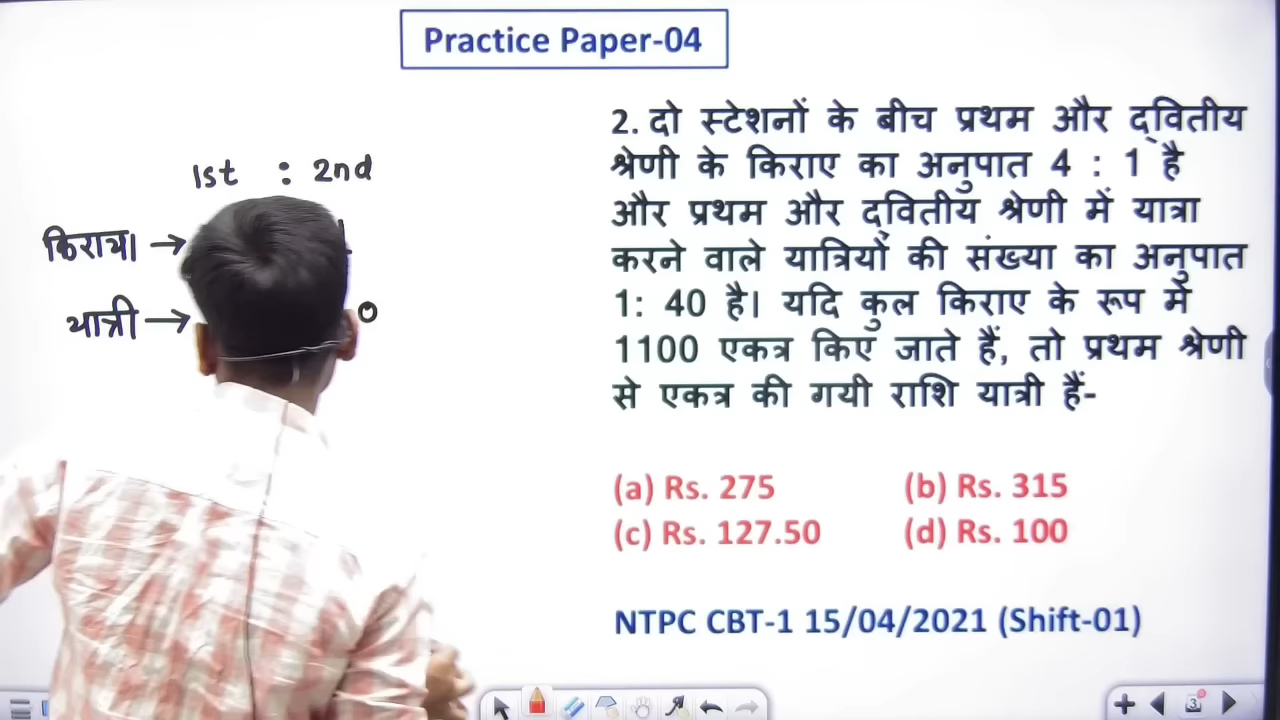 Practice Paper-04
1st : 2nd
किराया →
यात्री → 0
2. दो स्टेशनों के बीच प्रथम और द्वितीय
श्रेणी के किराए का अनुपात 4 : 1 है
और प्रथम और द्वितीय श्रेणी में यात्रा
करने वाले यात्रियों की संख्या का अनुपात
1: 40 है। यदि कुल किराए के रूप में
1100 एकत्र किए जाते हैं, तो प्रथम श्रेणी
से एकत्र की गयी राशि यात्री हैं-
(a) Rs. 275 (b) Rs. 315
(c) Rs. 127.50 (d) Rs. 100
NTPC CBT-1 15/04/2021 (Shift-01)
3